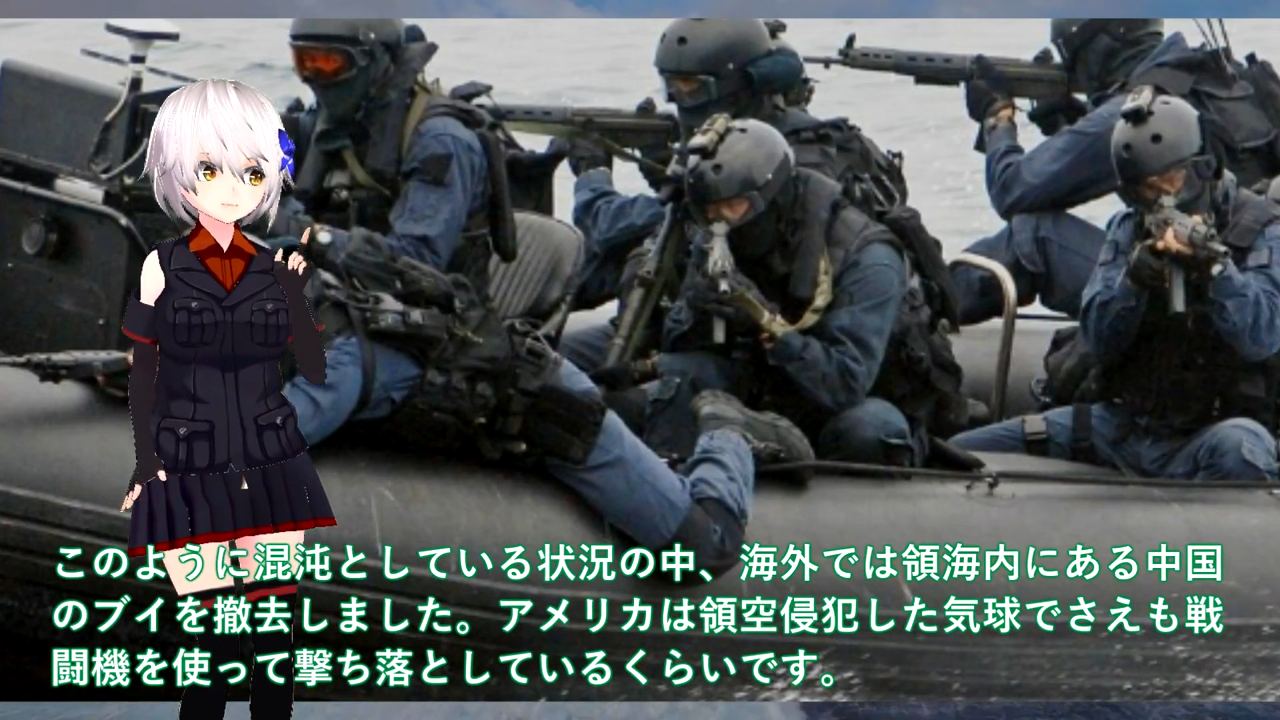 このように混沌としている状況の中、海外では領海内にある中国
のブイを撤去しました。アメリカは領空侵犯した気球でさえも戦
闘機を使って撃ち落としているくらいです。